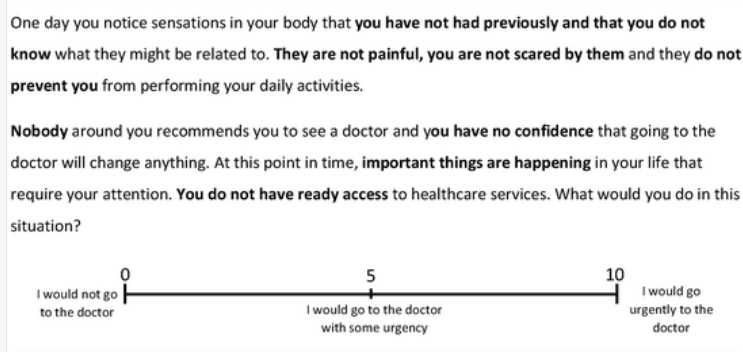 One day you notice sensations in your body that you have not had previously and that you do not
know what they might be related to. They are not painful, you are not scared by them and they do not
prevent you from performing your daily activities.
Nobody around you recommends you to see a doctor and you have no confidence that going to the
doctor will change anything. At this point in time, important things are happening in your life that
require your attention. You do not have ready access to healthcare services. What would you do in this
situation?
0 5 10
I would not go
to the doctor
I would go to the doctor
with some urgency
I would go
urgently to the
doctor